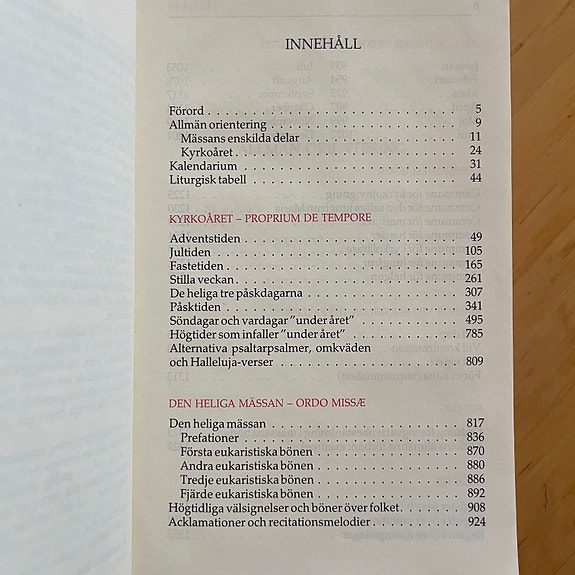 INNEHÅLL
Förord . . . . . . . . . . . . . . . . . . . . . . . . . . . 5
Allmän orientering . . . . . . . . . . . . . . . . . . . . . 9
Mässans enskilda delar . . . . . . . . . . . . . . . . . . 11
Kyrkoåret . . . . . . . . . . . . . . . . . . . . . . . . 24
Kalendarium . . . . . . . . . . . . . . . . . . . . . . . 31
Liturgisk tabell . . . . . . . . . . . . . . . . . . . . . . 44
KYRKOÅRET – PROPRIUM DE TEMPORE
Adventstiden . . . . . . . . . . . . . . . . . . . . . . . 49
Jultiden . . . . . . . . . . . . . . . . . . . . . . . . . 105
Fastetiden . . . . . . . . . . . . . . . . . . . . . . . . 165
Stilla veckan . . . . . . . . . . . . . . . . . . . . . . . 261
De heliga tre påskdagarna . . . . . . . . . . . . . . . . 307
Påsktiden . . . . . . . . . . . . . . . . . . . . . . . . 341
Söndagar och vardagar ”under året” . . . . . . . . . . . 495
Högtider som infaller ”under året” . . . . . . . . . . . . 785
Alternativa psaltarpsalmer, omkväden
och Halleluja-verser . . . . . . . . . . . . . . . . . . . 809
DEN HELIGA MÄSSAN – ORDO MISSÆ
Den heliga mässan . . . . . . . . . . . . . . . . . . . . 817
Prefationer . . . . . . . . . . . . . . . . . . . . . . . 836
Första eukaristiska bönen . . . . . . . . . . . . . . . . 870
Andra eukaristiska bönen . . . . . . . . . . . . . . . . 880
Tredje eukaristiska bönen . . . . . . . . . . . . . . . . 886
Fjärde eukaristiska bönen . . . . . . . . . . . . . . . . 892
Högtidliga välsignelser och böner över folket . . . . . . . 908
Acklamationer och recitationsmelodier . . . . . . . . . . 924